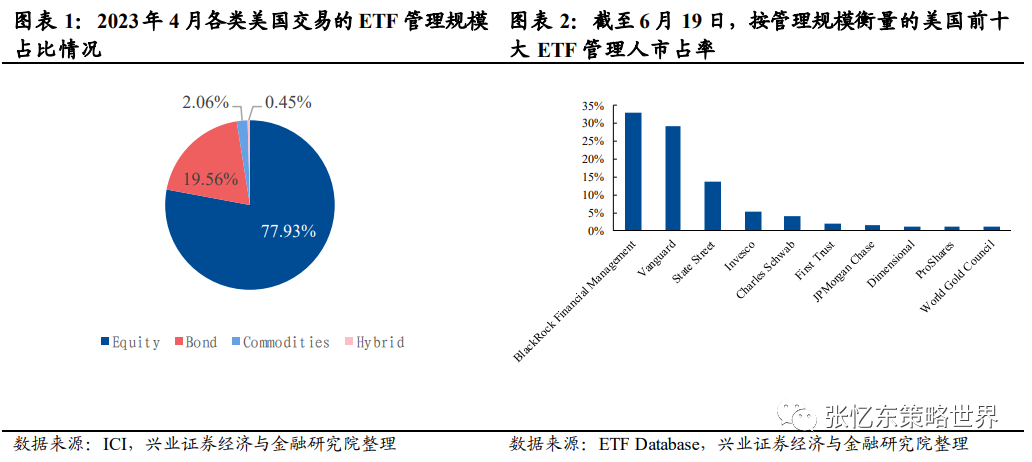 图表 1：2023 年 4 月各类美国交易的 ETF 管理规模
占比情况
2.06%
0.45%
19.56%
77.93%
Equity
Bond
Commodities
Hybrid
数据来源：ICI，兴业证券经济与金融研究院整理
图表 2：截至 6 月 19 日，按管理规模衡量的美国前十
大 ETF 管理人市占率
35%
30%
25%
20%
15%
10%
5%
0%
BlackRock Financial Management
Vanguard
State Street
Invesco
Charles Schwab
First Trust
JPMorgan Chase
Dimensional
ProShares
World Gold Council
张忆东策略世界
数据来源：ETF Database，兴业证券经济与金融研究院整理